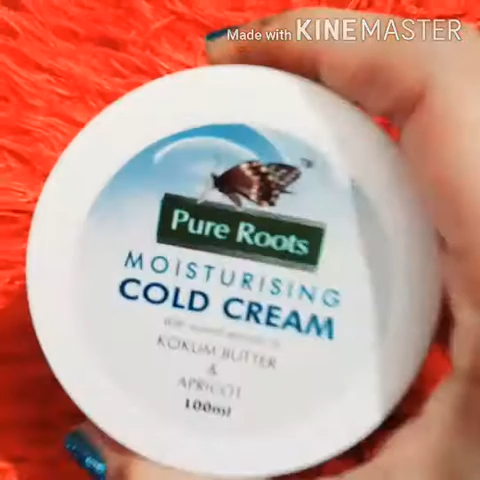 Made with KINEMASTER
Pure Roots
MOISTURISING
COLD CREAM
KOKUM BUTTER
&
APRICOT
100ml